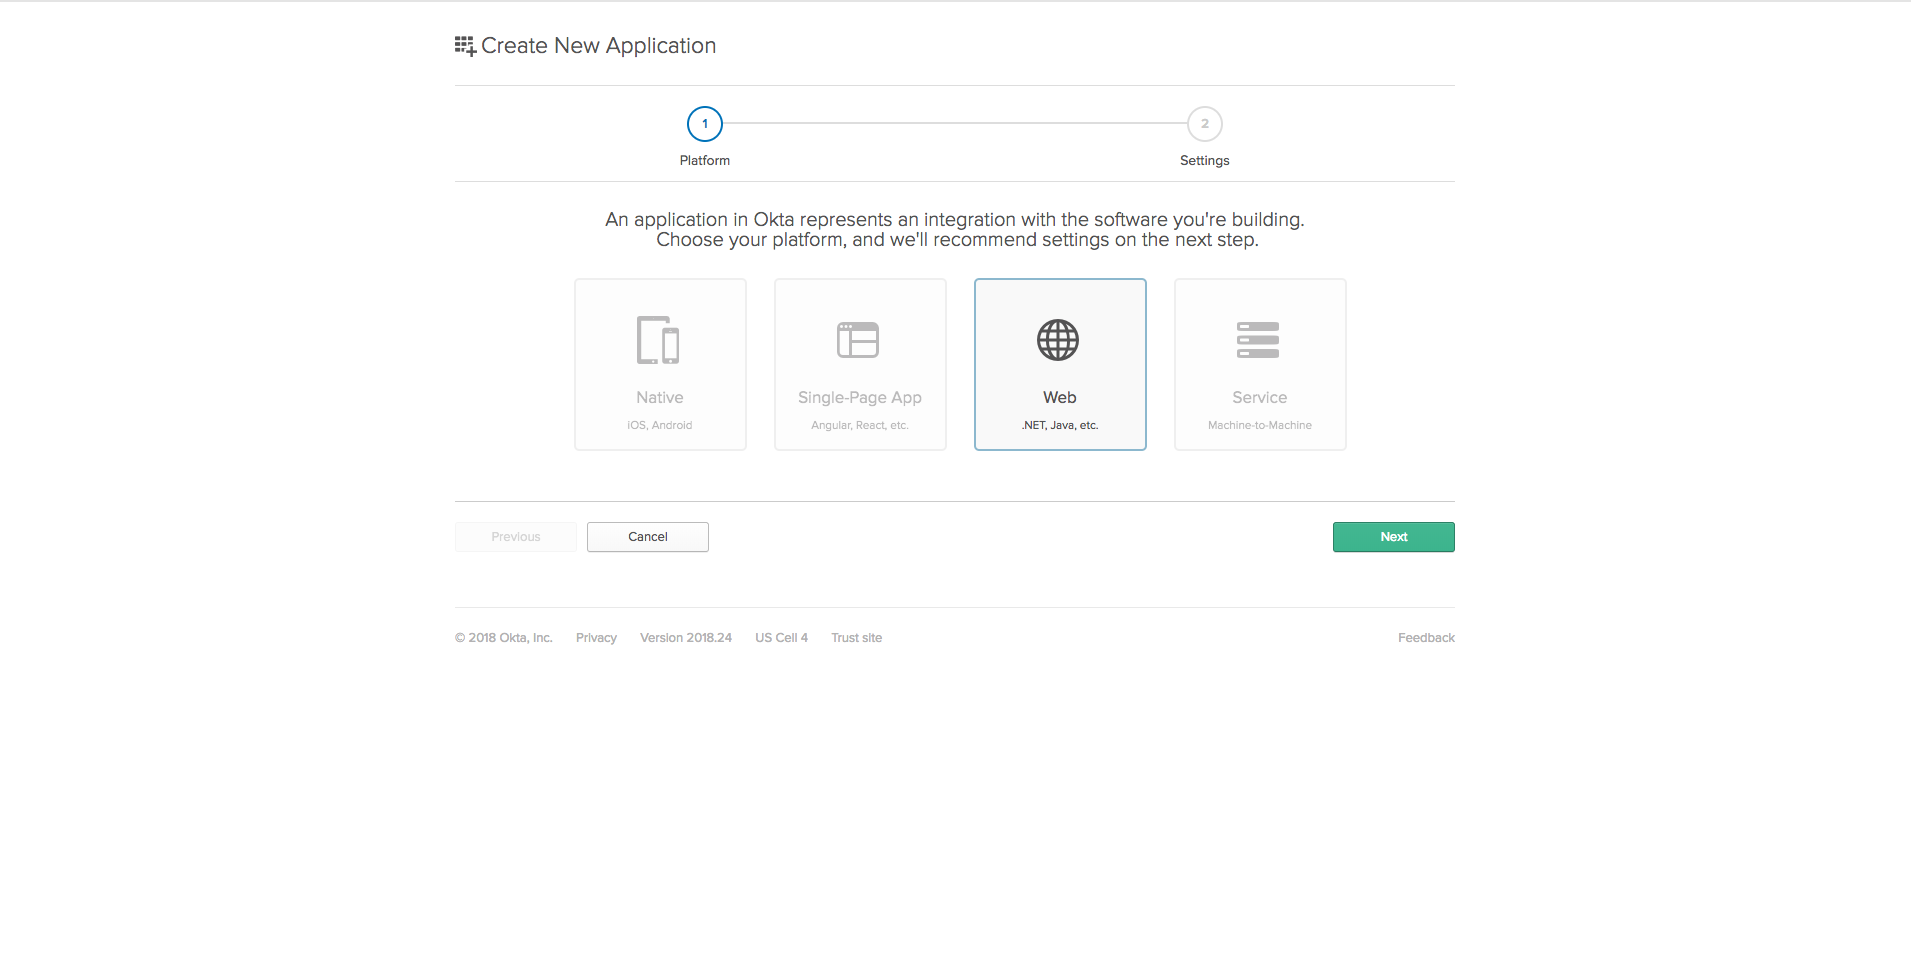 Create New Application
1
2
Platform
Settings
An application in Okta represents an integration with the software you're building.
Choose your platform, and we'll recommend settings on the next step.
Native
iOS, Android
Single-Page App
Angular, React, etc.
Web
.NET, Java, etc.
Service
Machine-to-Machine
Previous
Cancel
Next
© 2018 Okta, Inc. Privacy Version 2018.24 US Cell 4 Trust site Feedback